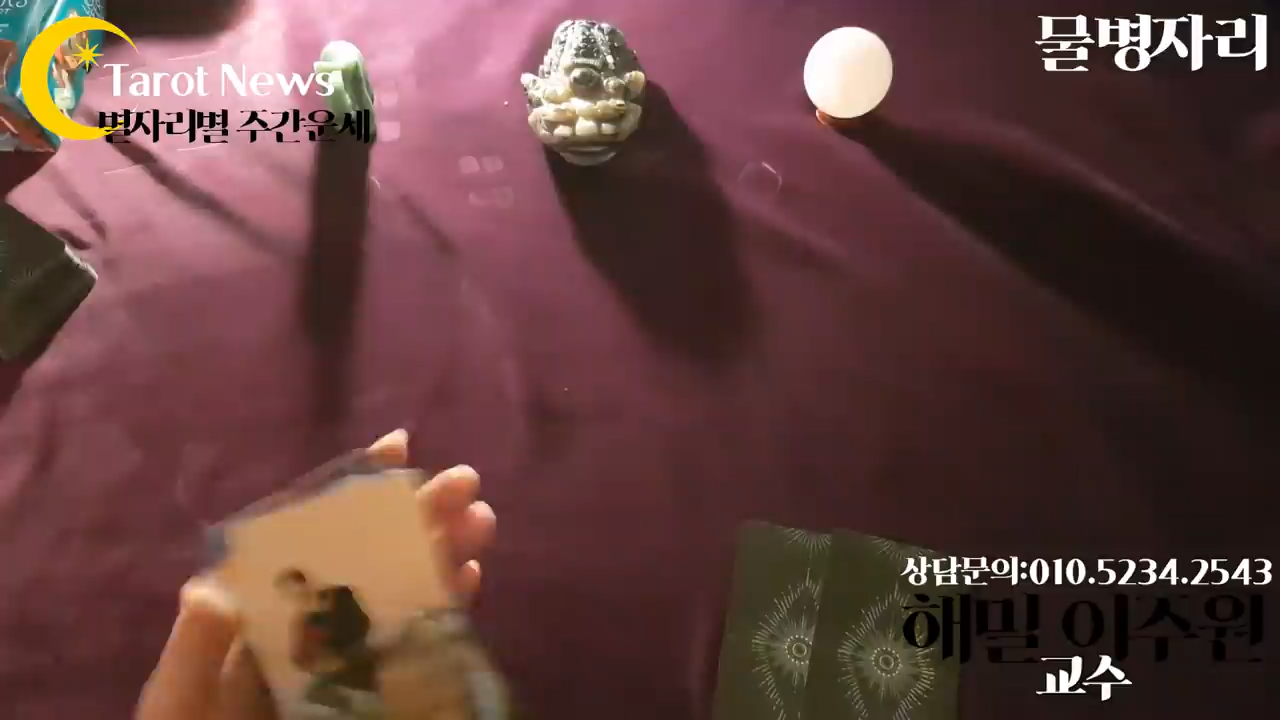 물병자리
Tarot News
별자리별 주간운세
상담문의:010.5234.2543
해밀 이주원
교수